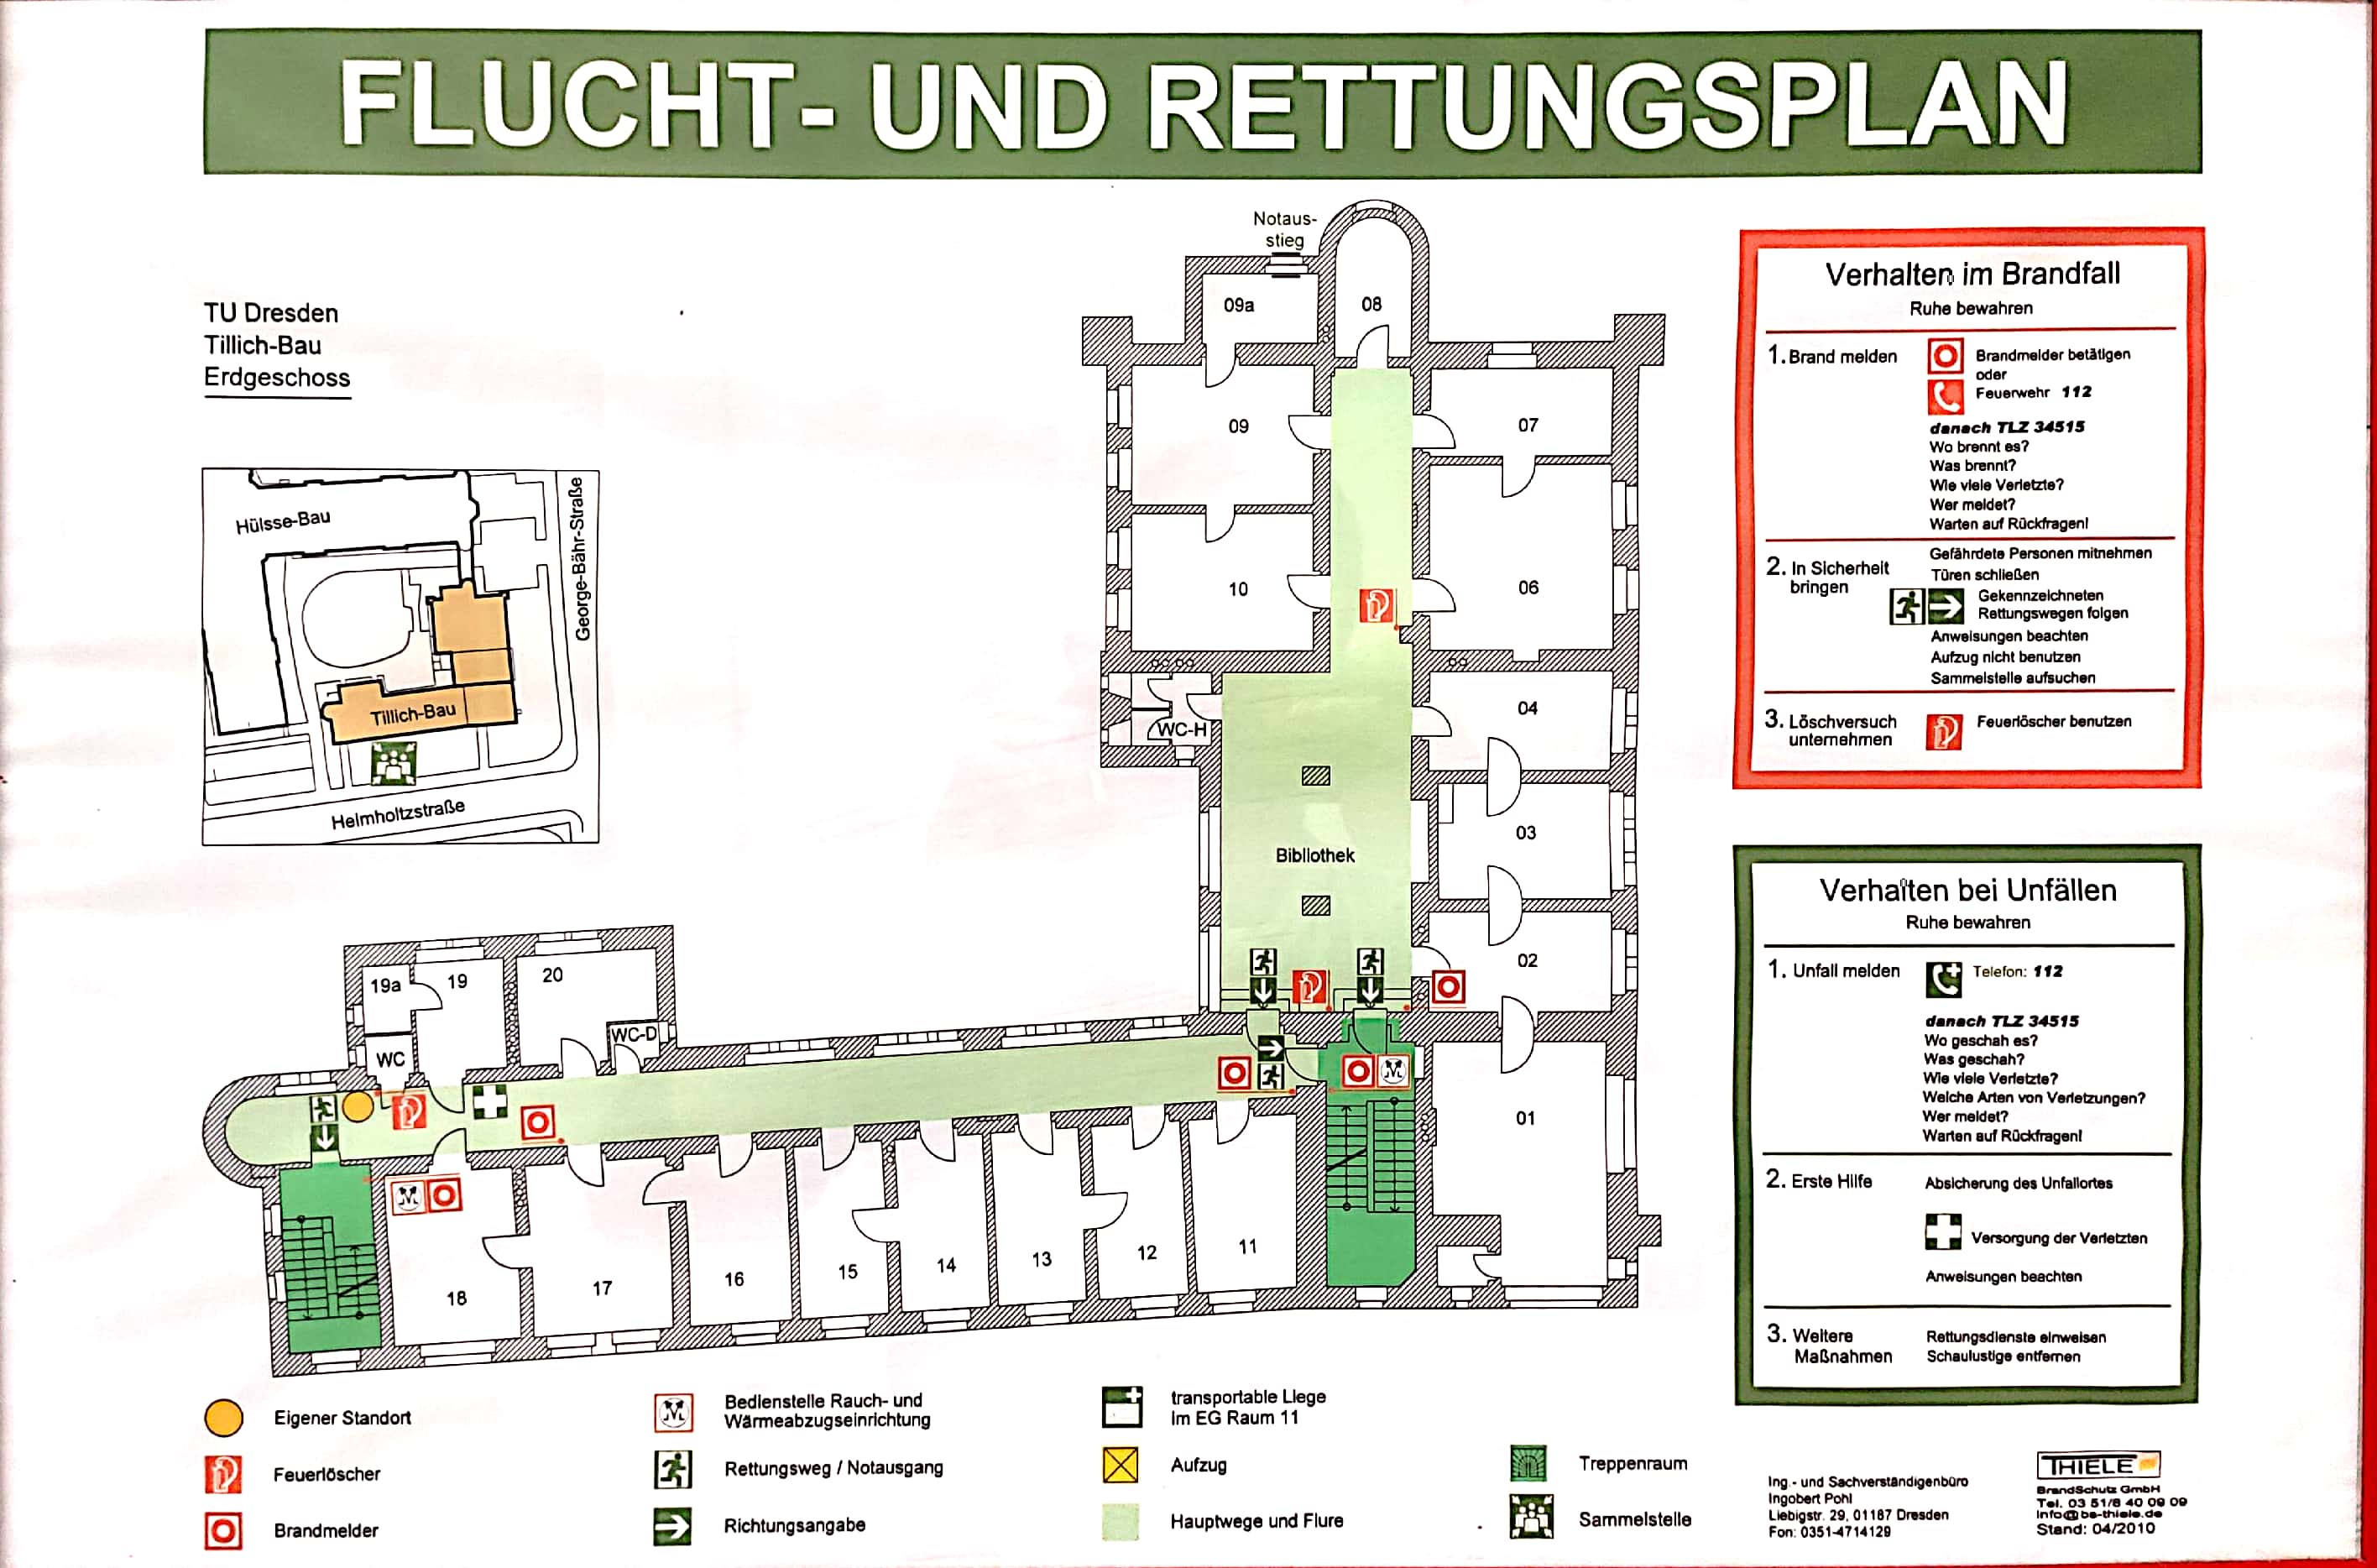 FLUCHT- UND RETTUNGSPLAN
TU Dresden
Tillich-Bau
Erdgeschoss
Hülsse-Bau
George-Bähr-Straße
Tillich-Bau
Helmholtzstraße
Notaus-
stieg
09a
08
09
07
10
06
04
WC-H
03
Bibliothek
02
01
19a
19
20
WC-D
WC
18
17
16
15
14
13
12
11
Verhalten im Brandfall
Ruhe bewahren
1. Brand melden
Brandmelder betätigen
oder
Feuerwehr 112
danach TLZ 34515
Wo brennt es?
Was brennt?
Wie viele Verletzte?
Wer meldet?
Warten auf Rückfragen!
2. In Sicherheit
bringen
Gefährdete Personen mitnehmen
Türen schließen
Gekennzeichneten
Rettungswegen folgen
Anweisungen beachten
Aufzug nicht benutzen
Sammelstelle aufsuchen
3. Löschversuch
unternehmen
Feuerlöscher benutzen
Verhalten bei Unfällen
Ruhe bewahren
1. Unfall melden
Telefon: 112
danach TLZ 34515
Wo geschah es?
Was geschah?
Wie viele Verletzte?
Welche Arten von Verletzungen?
Wer meldet?
Warten auf Rückfragen!
2. Erste Hilfe
Absicherung des Unfallortes
Versorgung der Verletzten
Anweisungen beachten
3. Weitere
Maßnahmen
Rettungsdienste einweisen
Schaulustige entfernen
Eigener Standort
Feuerlöscher
Brandmelder
Bedienstelle Rauch- und
Wärmeabzugseinrichtung
Rettungsweg / Notausgang
Richtungsangabe
transportable Liege
im EG Raum 11
Aufzug
Hauptwege und Flure
Treppenraum
Sammelstelle
Ing.- und Sachverständigenbüro
Ingobert Pohl
Liebigstr. 29, 01187 Dresden
Fon: 0351-4714129
THIELE
BrandSchutz GmbH
Tel. 03 51/8 40 09 09
info@bs-thiele.de
Stand: 04/2010